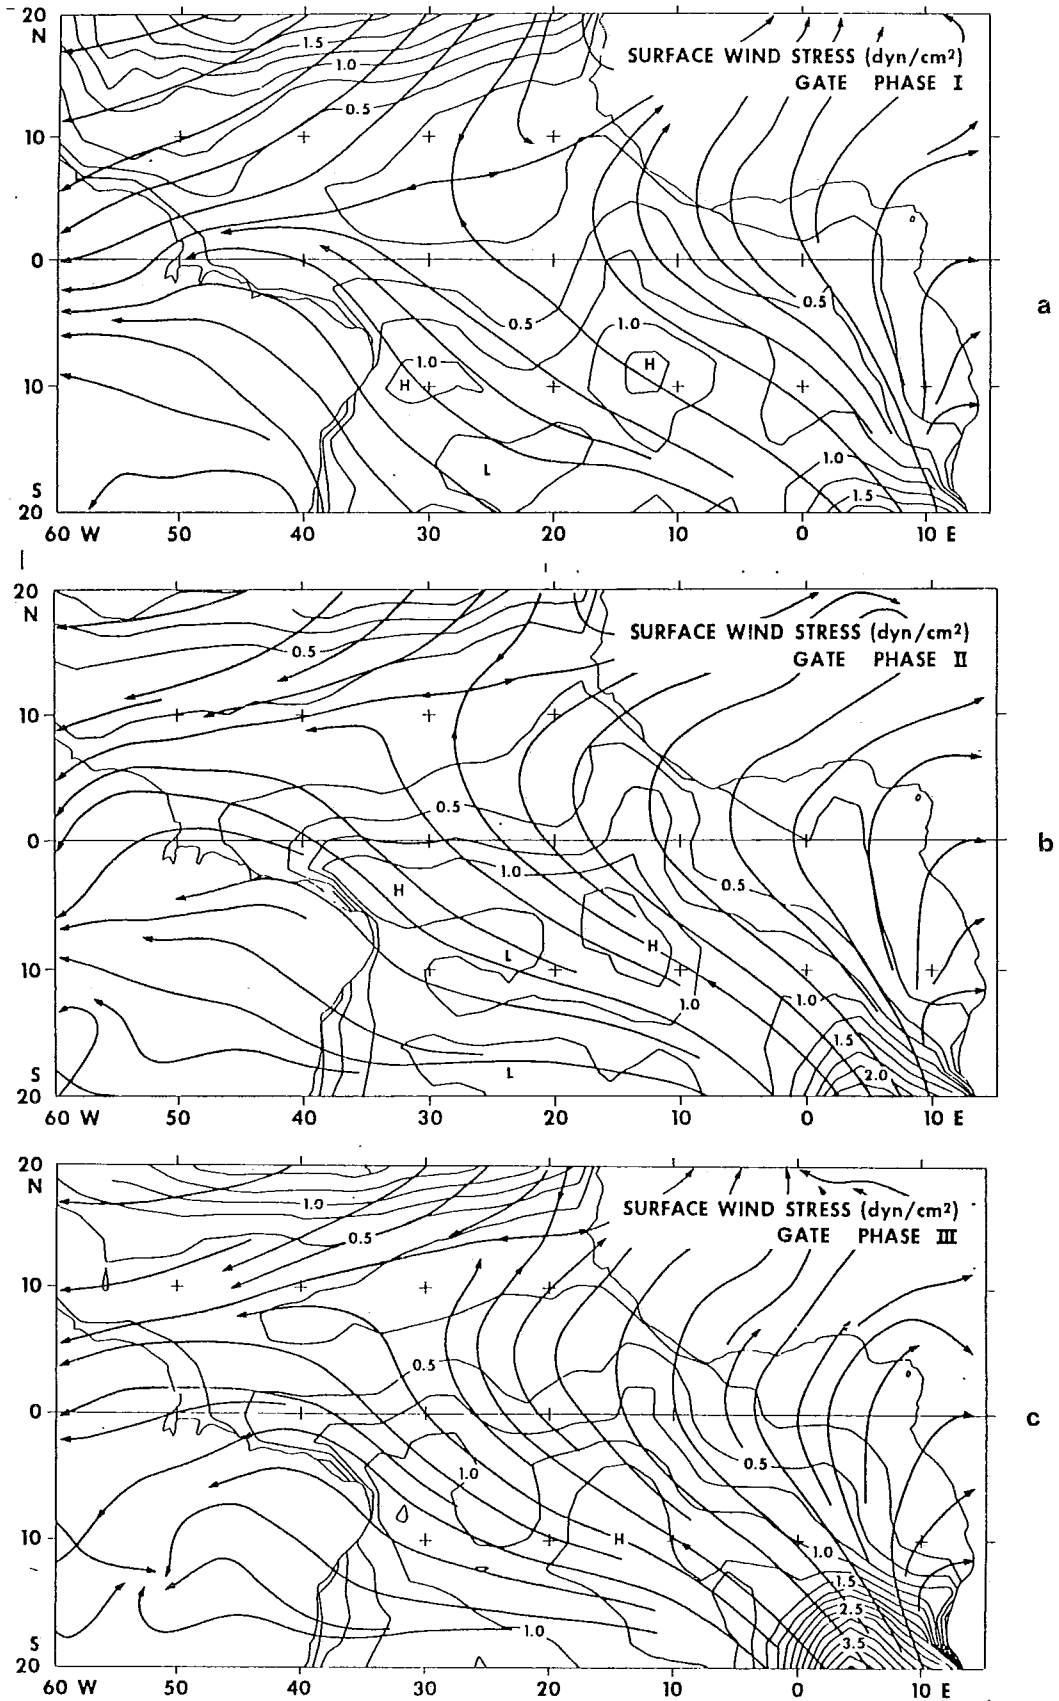 20
N
1.5
1.0
0.5
SURFACE WIND STRESS (dyn/cm²)
GATE PHASE I
10
0
0.5
0.5
1.0
1.0
H
H
a
10
L
1.0
1.5
S
20
60 W 50 40 30 20 10 0 10 E
20
N
0.5
SURFACE WIND STRESS (dyn/cm²)
GATE PHASE II
10
0.5
0
1.0
0.5
H
H
L
b
10
1.0
1.0
1.5
2.0
L
S
20
60 W 50 40 30 20 10 0 10 E
20
N
1.0
0.5
SURFACE WIND STRESS (dyn/cm²)
GATE PHASE III
10
0.5
0
c
1.0
0.5
10
H
1.0
1.5
2.5
3.5
1.0
S
20
60 W 50 40 30 20 10 0 10 E